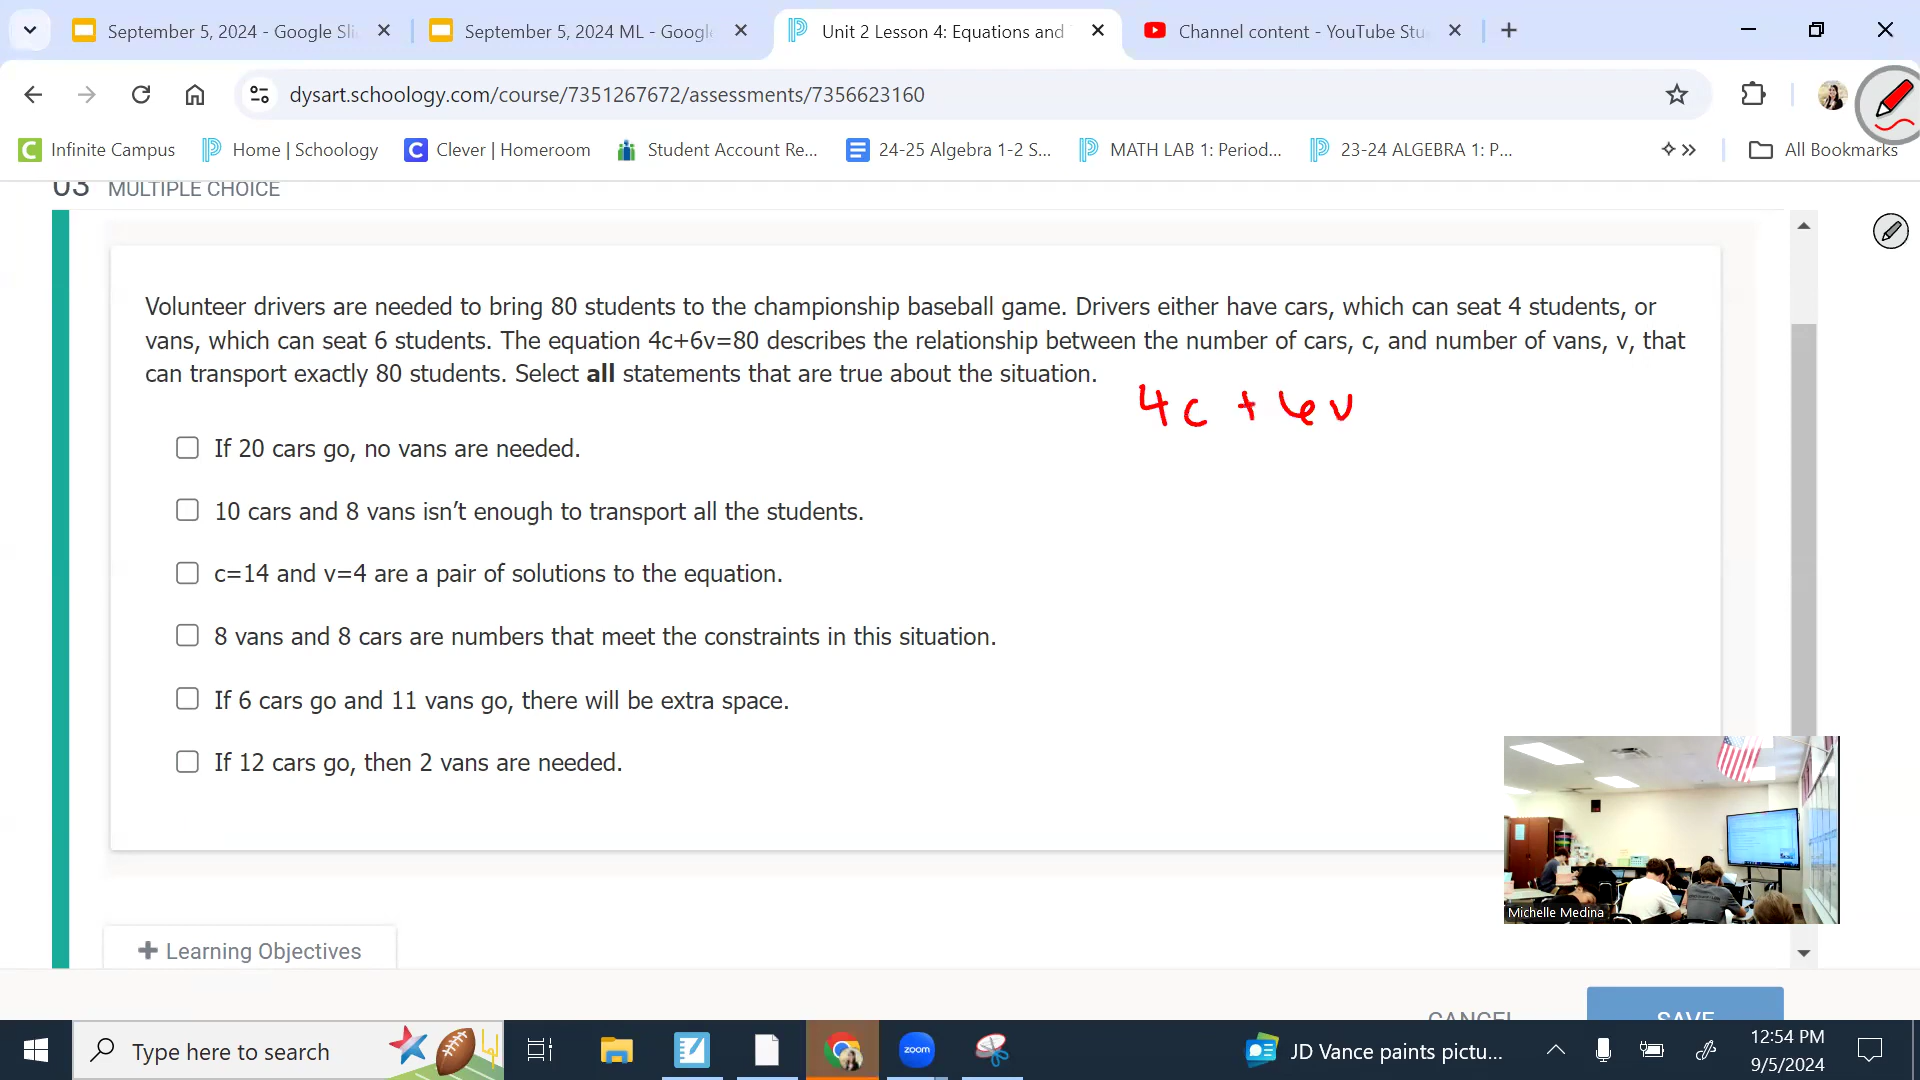 September 5, 2024 - Google Sli
September 5, 2024 ML - Googl
Unit 2 Lesson 4: Equations and
Channel content - YouTube Stu
dysart.schoology.com/course/7351267672/assessments/7356623160
Infinite Campus
Home | Schoology
Clever | Homeroom
Student Account Re...
24-25 Algebra 1-2 S...
MATH LAB 1: Period...
23-24 ALGEBRA 1: P...
All Bookmarks
03 MULTIPLE CHOICE
Volunteer drivers are needed to bring 80 students to the championship baseball game. Drivers either have cars, which can seat 4 students, or
vans, which can seat 6 students. The equation 4c+6v=80 describes the relationship between the number of cars, c, and number of vans, v, that
can transport exactly 80 students. Select all statements that are true about the situation.
4c + 6v
If 20 cars go, no vans are needed.
10 cars and 8 vans isn’t enough to transport all the students.
c=14 and v=4 are a pair of solutions to the equation.
8 vans and 8 cars are numbers that meet the constraints in this situation.
If 6 cars go and 11 vans go, there will be extra space.
If 12 cars go, then 2 vans are needed.
Michelle Medina
+ Learning Objectives
CANCEL
SAVE
Type here to search
zoom
JD Vance paints pictu...
12:54 PM
9/5/2024